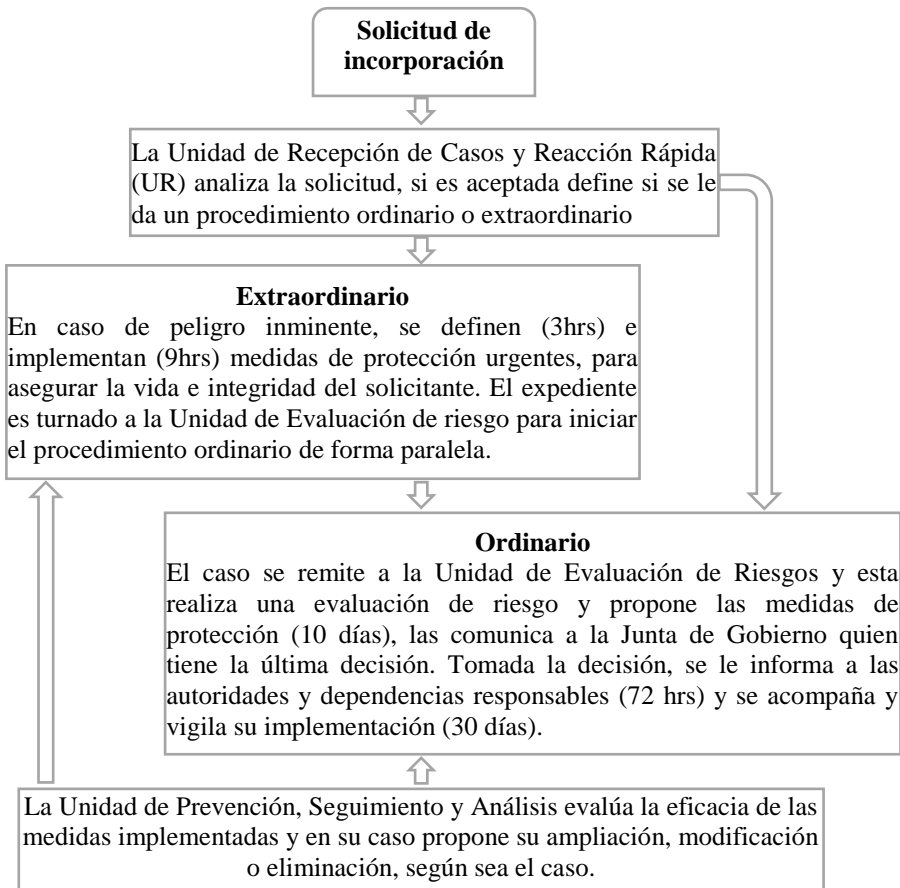 Solicitud de
incorporación
La Unidad de Recepción de Casos y Reacción Rápida
(UR) analiza la solicitud, si es aceptada define si se le
da un procedimiento ordinario o extraordinario
Extraordinario
En caso de peligro inminente, se definen (3hrs) e
implementan (9hrs) medidas de protección urgentes, para
asegurar la vida e integridad del solicitante. El expediente
es turnado a la Unidad de Evaluación de riesgo para iniciar
el procedimiento ordinario de forma paralela.
Ordinario
El caso se remite a la Unidad de Evaluación de Riesgos y esta
realiza una evaluación de riesgo y propone las medidas de
protección (10 días), las comunica a la Junta de Gobierno quien
tiene la última decisión. Tomada la decisión, se le informa a las
autoridades y dependencias responsables (72 hrs) y se acompaña y
vigila su implementación (30 días).
La Unidad de Prevención, Seguimiento y Análisis evalúa la eficacia de las
medidas implementadas y en su caso propone su ampliación, modificación
o eliminación, según sea el caso.